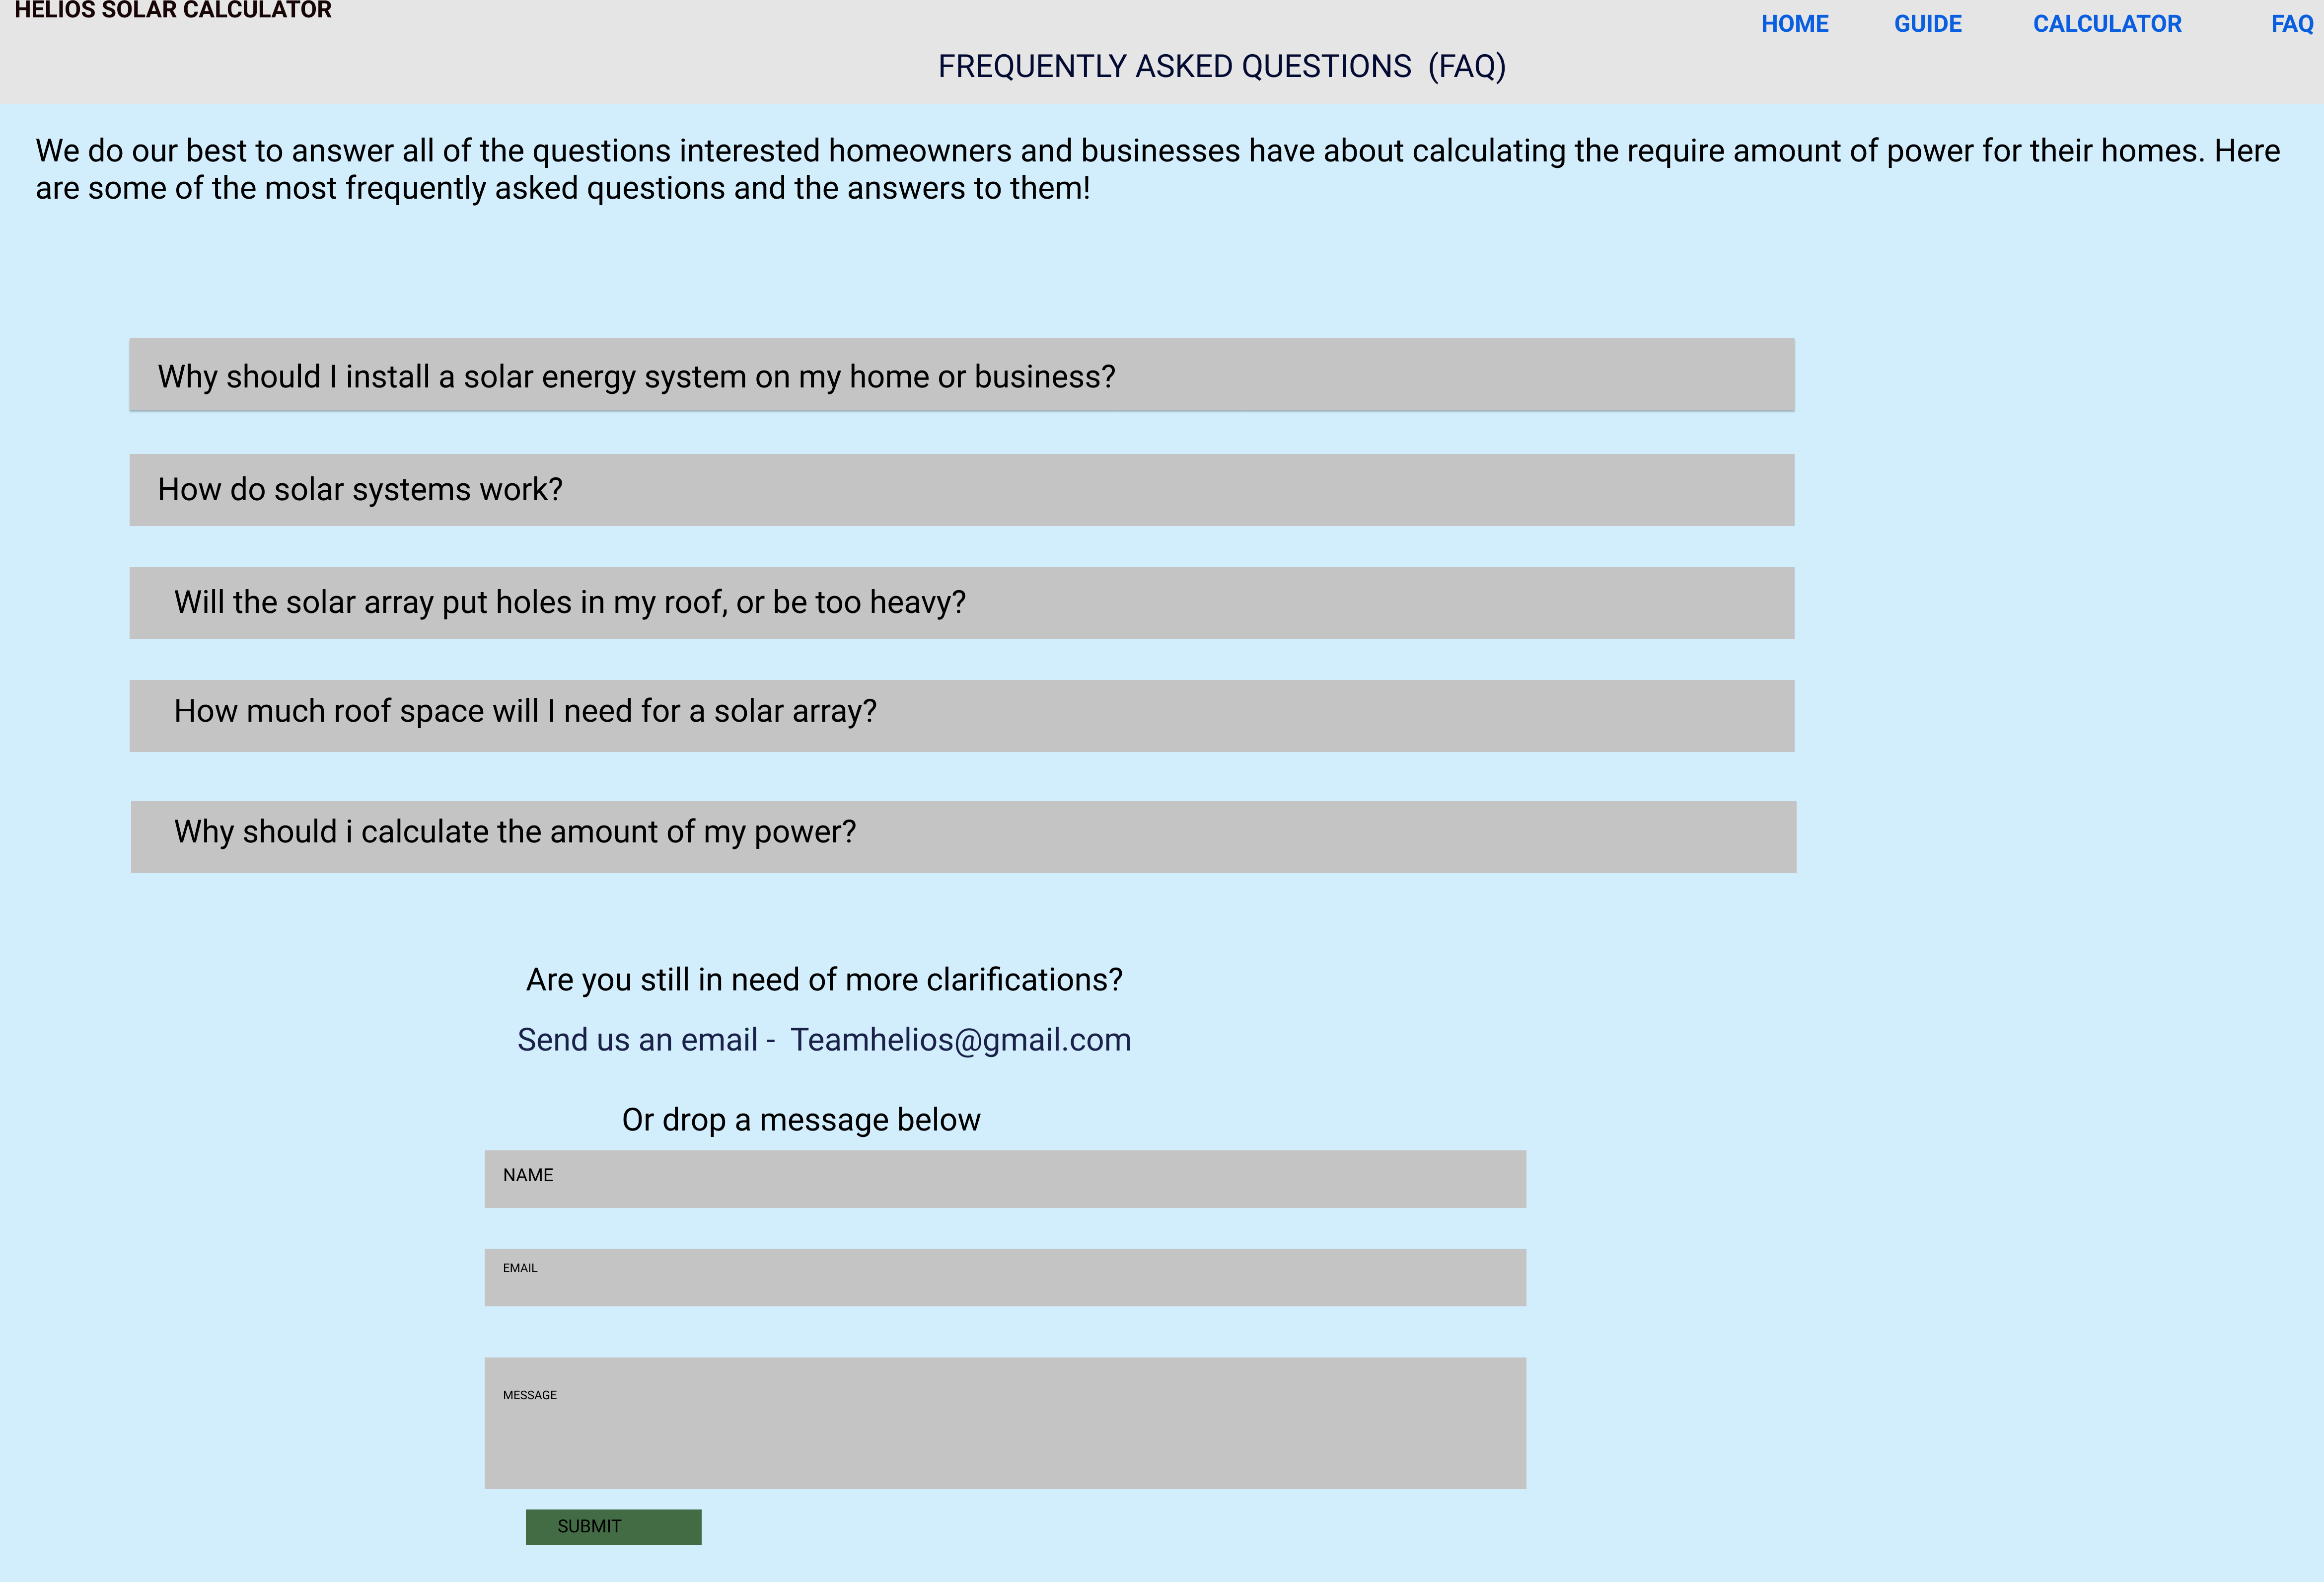 HELIOS SOLAR CALCULATOR
HOME GUIDE CALCULATOR FAQ
FREQUENTLY ASKED QUESTIONS (FAQ)
We do our best to answer all of the questions interested homeowners and businesses have about calculating the require amount of power for their homes. Here
are some of the most frequently asked questions and the answers to them!
Why should I install a solar energy system on my home or business?
How do solar systems work?
Will the solar array put holes in my roof, or be too heavy?
How much roof space will I need for a solar array?
Why should i calculate the amount of my power?
Are you still in need of more clarifications?
Send us an email - Teamhelios@gmail.com
Or drop a message below
NAME
EMAIL
MESSAGE
SUBMIT